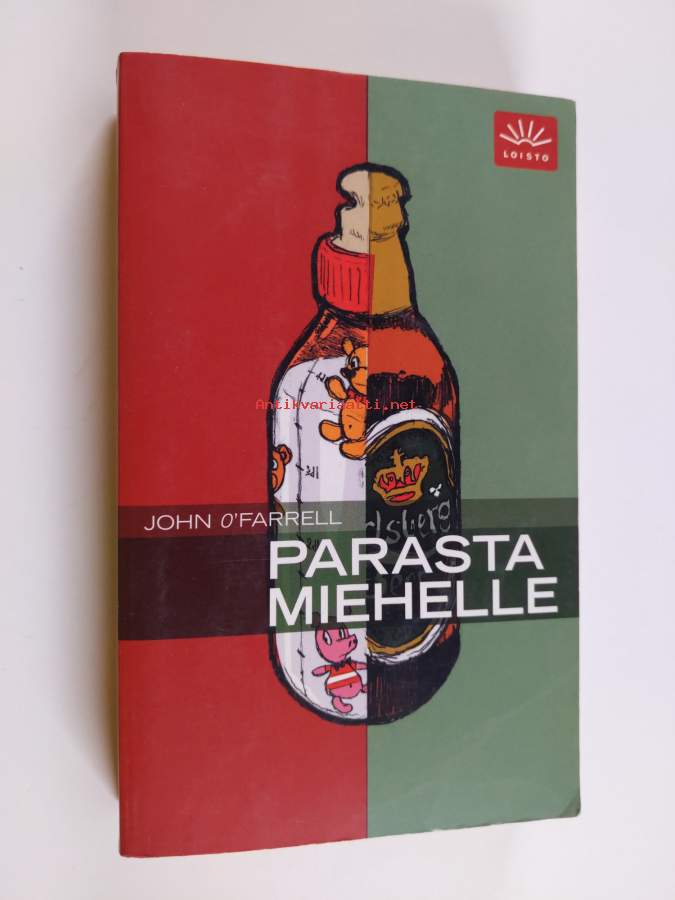 LOISTO
Antikvariaatti.net
JOHN O'FARRELL
PARASTA
MIEHELLE